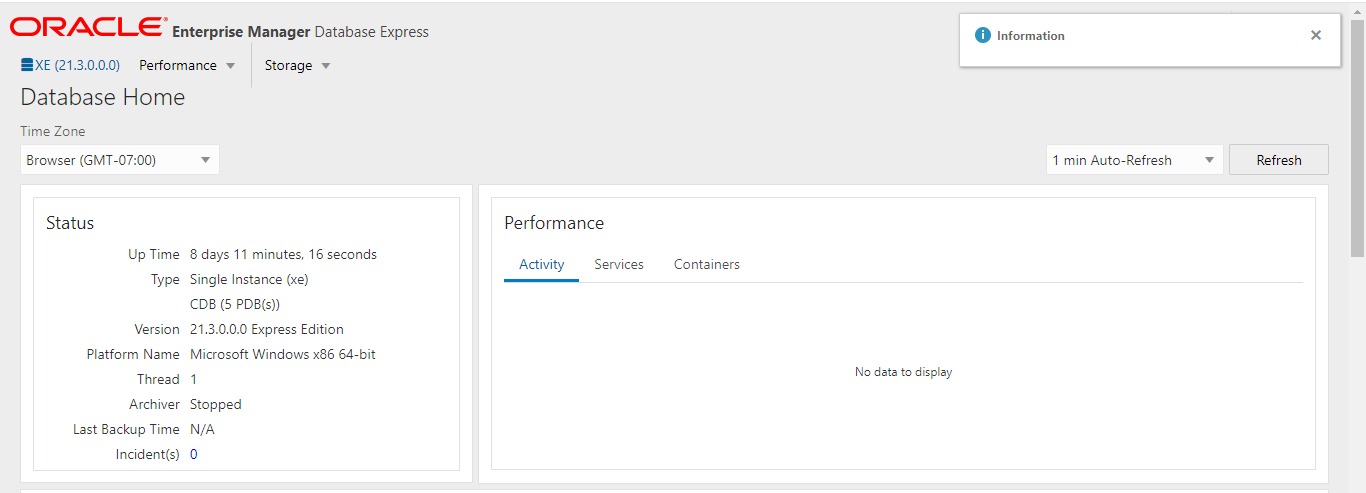 ORACLE Enterprise Manager Database Express
Information
XE (21.3.0.0.0) Performance Storage
Database Home
Time Zone
Browser (GMT-07:00)
1 min Auto-Refresh Refresh
Status
Up Time 8 days 11 minutes, 16 seconds
Type Single Instance (xe)
CDB (5 PDB(s))
Version 21.3.0.0.0 Express Edition
Platform Name Microsoft Windows x86 64-bit
Thread 1
Archiver Stopped
Last Backup Time N/A
Incident(s) 0
Performance
Activity Services Containers
No data to display